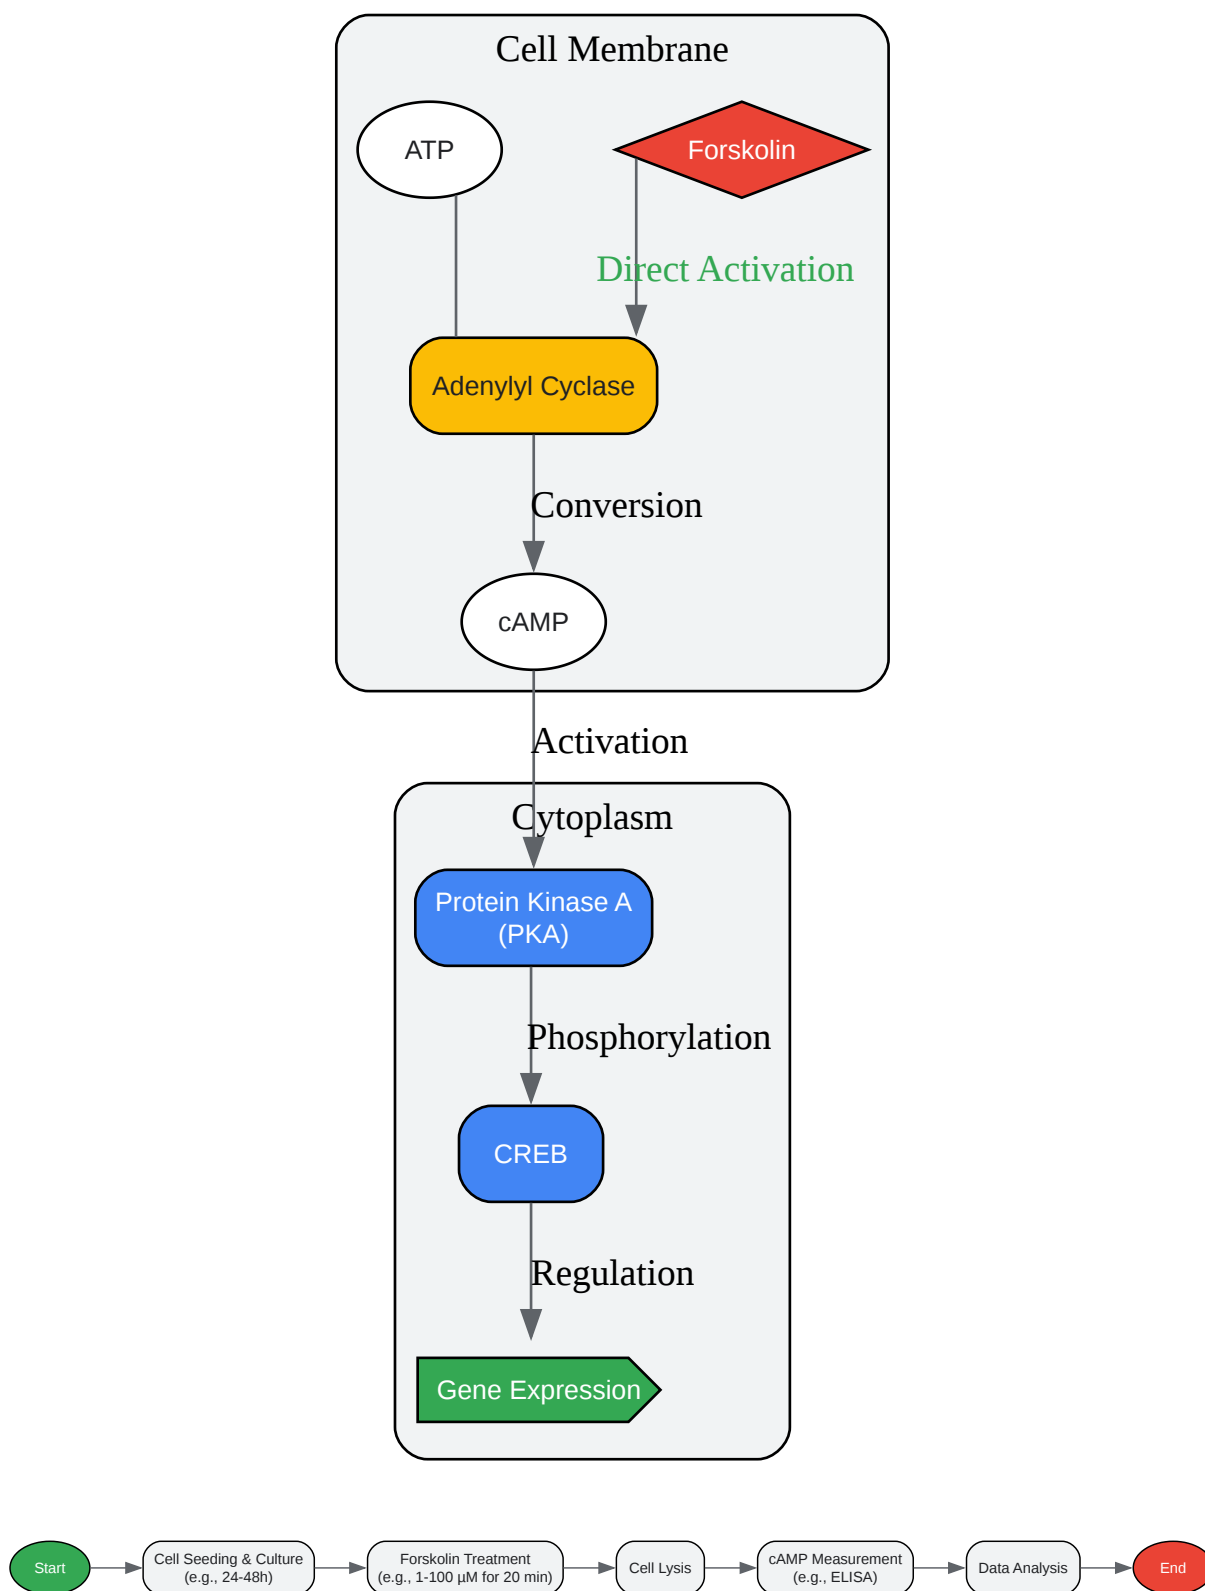 Cell Membrane
ATP
Forskolin
Direct Activation
Adenylyl Cyclase
Conversion
cAMP
Activation
Cytoplasm
Protein Kinase A
(PKA)
Phosphorylation
CREB
Regulation
Gene Expression
Start
Cell Seeding & Culture
(e.g., 24-48h)
Forskolin Treatment
(e.g., 1-100 µM for 20 min)
Cell Lysis
cAMP Measurement
(e.g., ELISA)
Data Analysis
End